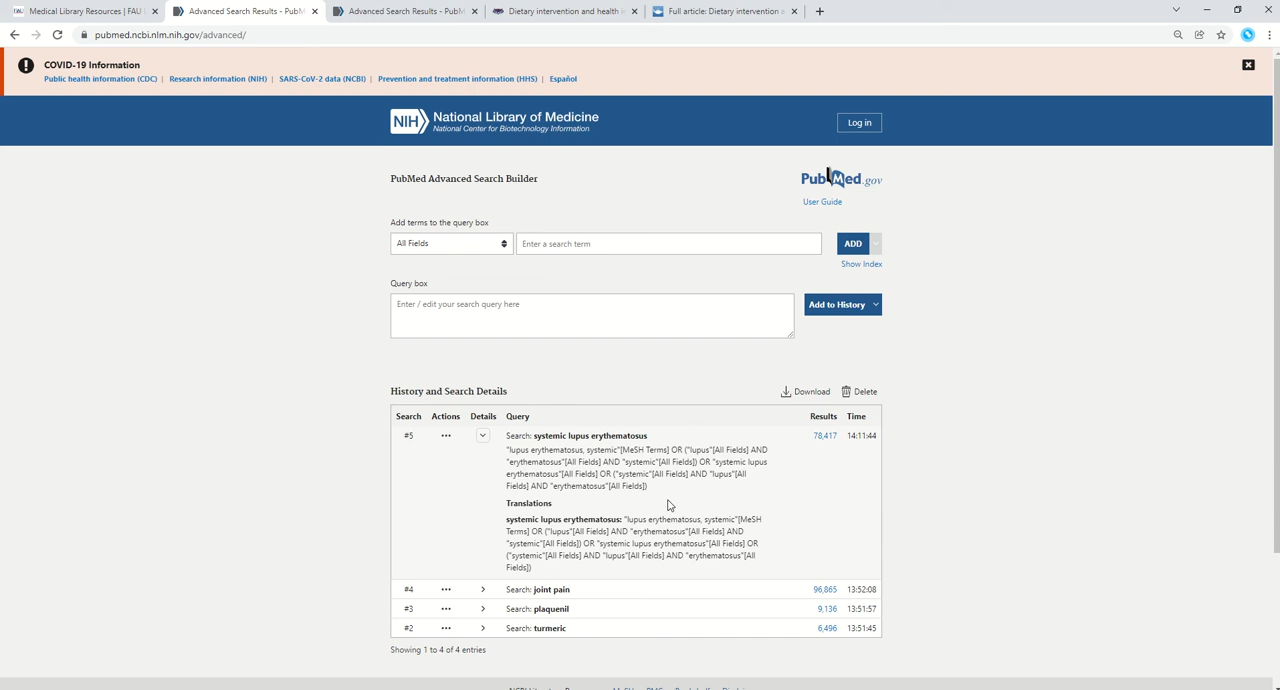 Medical Library Resources | FAU
Advanced Search Results - PubM
Advanced Search Results - PubM
Dietary intervention and health i
Full article: Dietary intervention a
pubmed.ncbi.nlm.nih.gov/advanced/
COVID-19 Information
Public health information (CDC) | Research information (NIH) | SARS-CoV-2 data (NCBI) | Prevention and treatment information (HHS) | Español
NIH National Library of Medicine
National Center for Biotechnology Information
Log in
PubMed Advanced Search Builder
PubMed.gov
User Guide
Add terms to the query box
All Fields
Enter a search term
ADD
Show Index
Query box
Enter / edit your search query here
Add to History
History and Search Details
Download
Delete
Search Actions Details Query Results Time
#5 ••• Search: systemic lupus erythematosus 78,417 14:11:44
"lupus erythematosus, systemic"[MeSH Terms] OR ("lupus"[All Fields] AND
"erythematosus"[All Fields] AND "systemic"[All Fields]) OR "systemic lupus
erythematosus"[All Fields] OR ("systemic"[All Fields] AND "lupus"[All
Fields] AND "erythematosus"[All Fields])
Translations
systemic lupus erythematosus: "lupus erythematosus, systemic"[MeSH
Terms] OR ("lupus"[All Fields] AND "erythematosus"[All Fields] AND
"systemic"[All Fields]) OR "systemic lupus erythematosus"[All Fields] OR
("systemic"[All Fields] AND "lupus"[All Fields] AND "erythematosus"[All
Fields])
#4 ••• Search: joint pain 96,865 13:52:08
#3 ••• Search: plaquenil 9,136 13:51:57
#2 ••• Search: turmeric 6,496 13:51:45
Showing 1 to 4 of 4 entries